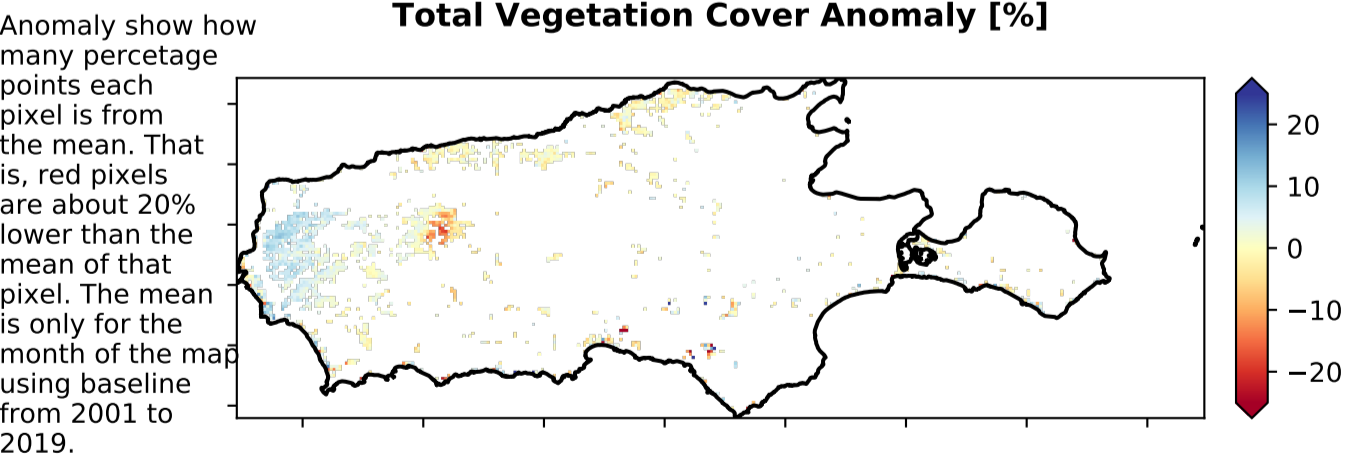 Total Vegetation Cover Anomaly [%]
Anomaly show how
many percetage
points each
pixel is from
the mean. That
is, red pixels
are about 20%
lower than the
mean of that
pixel. The mean
is only for the
month of the map
using baseline
from 2001 to
2019.
20
10
0
−10
−20